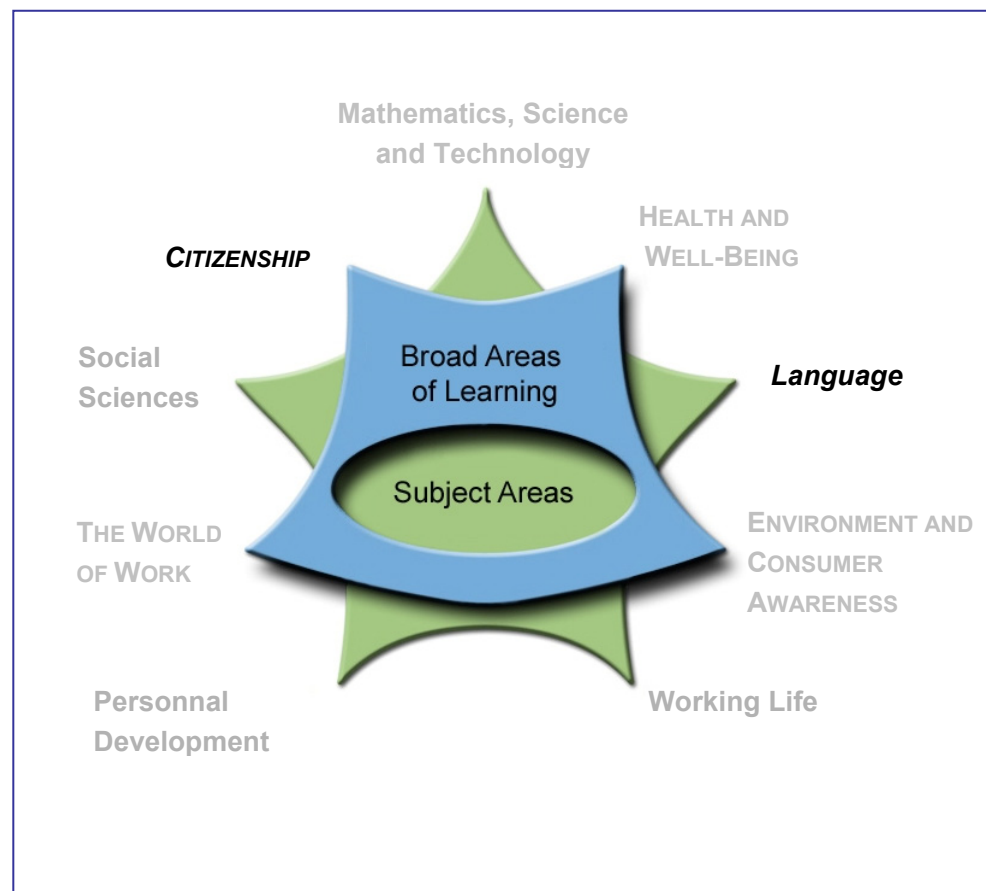 Mathematics, Science
and Technology
HEALTH AND
WELL-BEING
CITIZENSHIP
Broad Areas
of Learning
Social
Sciences
Language
Subject Areas
THE WORLD
OF WORK
ENVIRONMENT AND
CONSUMER
AWARENESS
Personnal
Development
Working Life